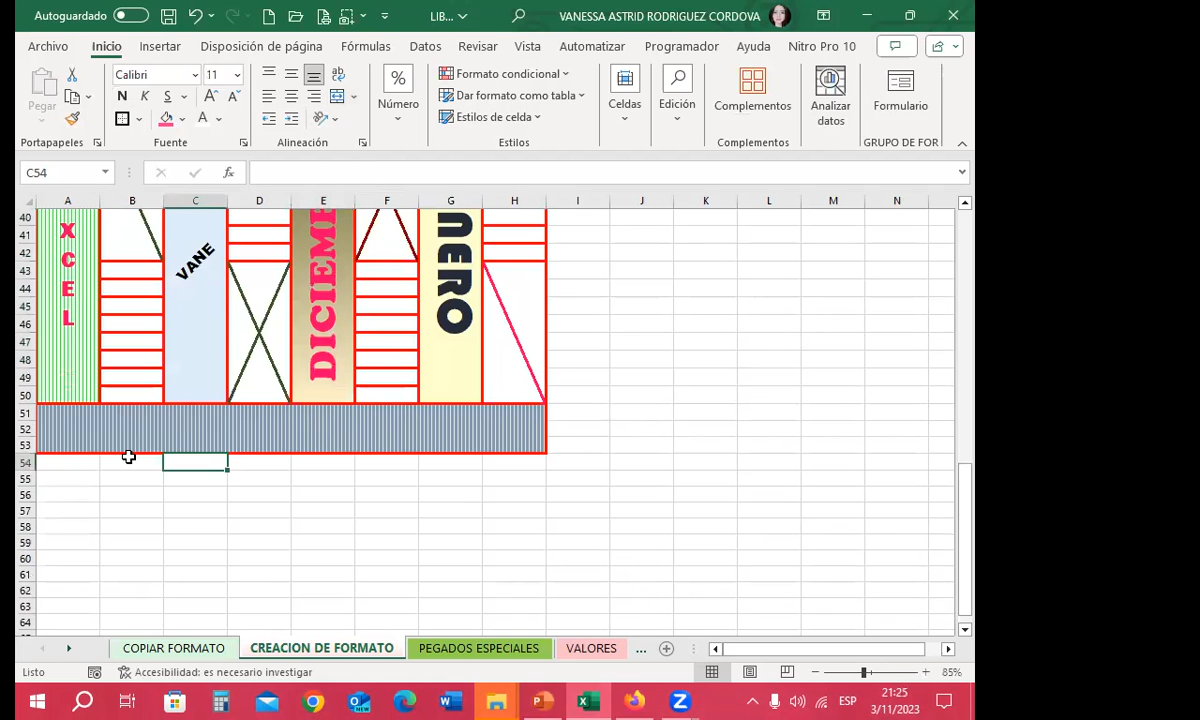 Autoguardado
LIB...
VANESSA ASTRID RODRIGUEZ CORDOVA
Archivo Inicio Insertar Disposición de página Fórmulas Datos Revisar Vista Automatizar Programador Ayuda Nitro Pro 10
Pegar
Portapapeles
Calibri 11
N K S
Fuente
Alineación
%
Número
Formato condicional
Dar formato como tabla
Estilos de celda
Estilos
Celdas
Edición
Complementos
Complementos
Analizar
datos
Formulario
GRUPO DE FOR
C54
fx
A B C D E F G H I J K L M N
40
41
42
43
44
45
46
47
48
49
50
51
52
53
54
55
56
57
58
59
60
61
62
63
64
X
C
E
L
VANE
DICIEM
NERO
COPIAR FORMATO CREACION DE FORMATO PEGADOS ESPECIALES VALORES ...
Listo
Accesibilidad: es necesario investigar
85%
ESP
21:25
3/11/2023